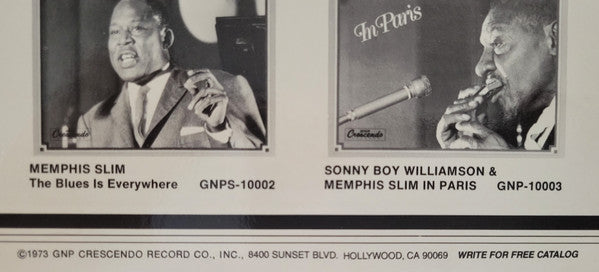 In Paris
Crescendo
Crescendo
MEMPHIS SLIM
The Blues Is Everywhere GNPS-10002
SONNY BOY WILLIAMSON &
MEMPHIS SLIM IN PARIS GNP-10003
©1973 GNP CRESCENDO RECORD CO., INC., 8400 SUNSET BLVD. HOLLYWOOD, CA 90069 WRITE FOR FREE CATALOG